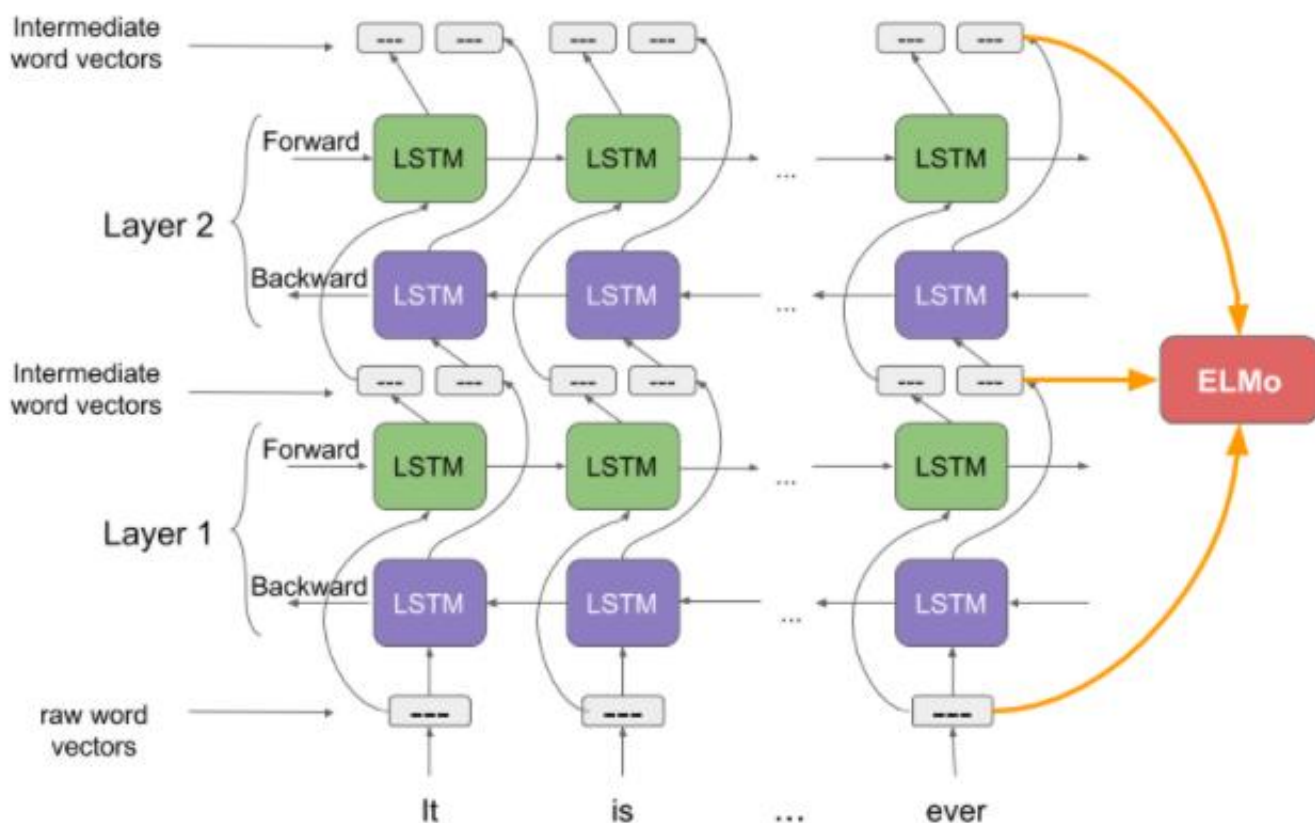 Intermediate
word vectors
--- --- --- --- --- ---
Forward
LSTM LSTM LSTM
...
Layer 2
Backward
LSTM LSTM LSTM
...
Intermediate
word vectors
--- --- --- --- --- ---
ELMo
Forward
LSTM LSTM LSTM
...
Layer 1
Backward
LSTM LSTM LSTM
...
raw word
vectors
--- --- ---
It is ... ever